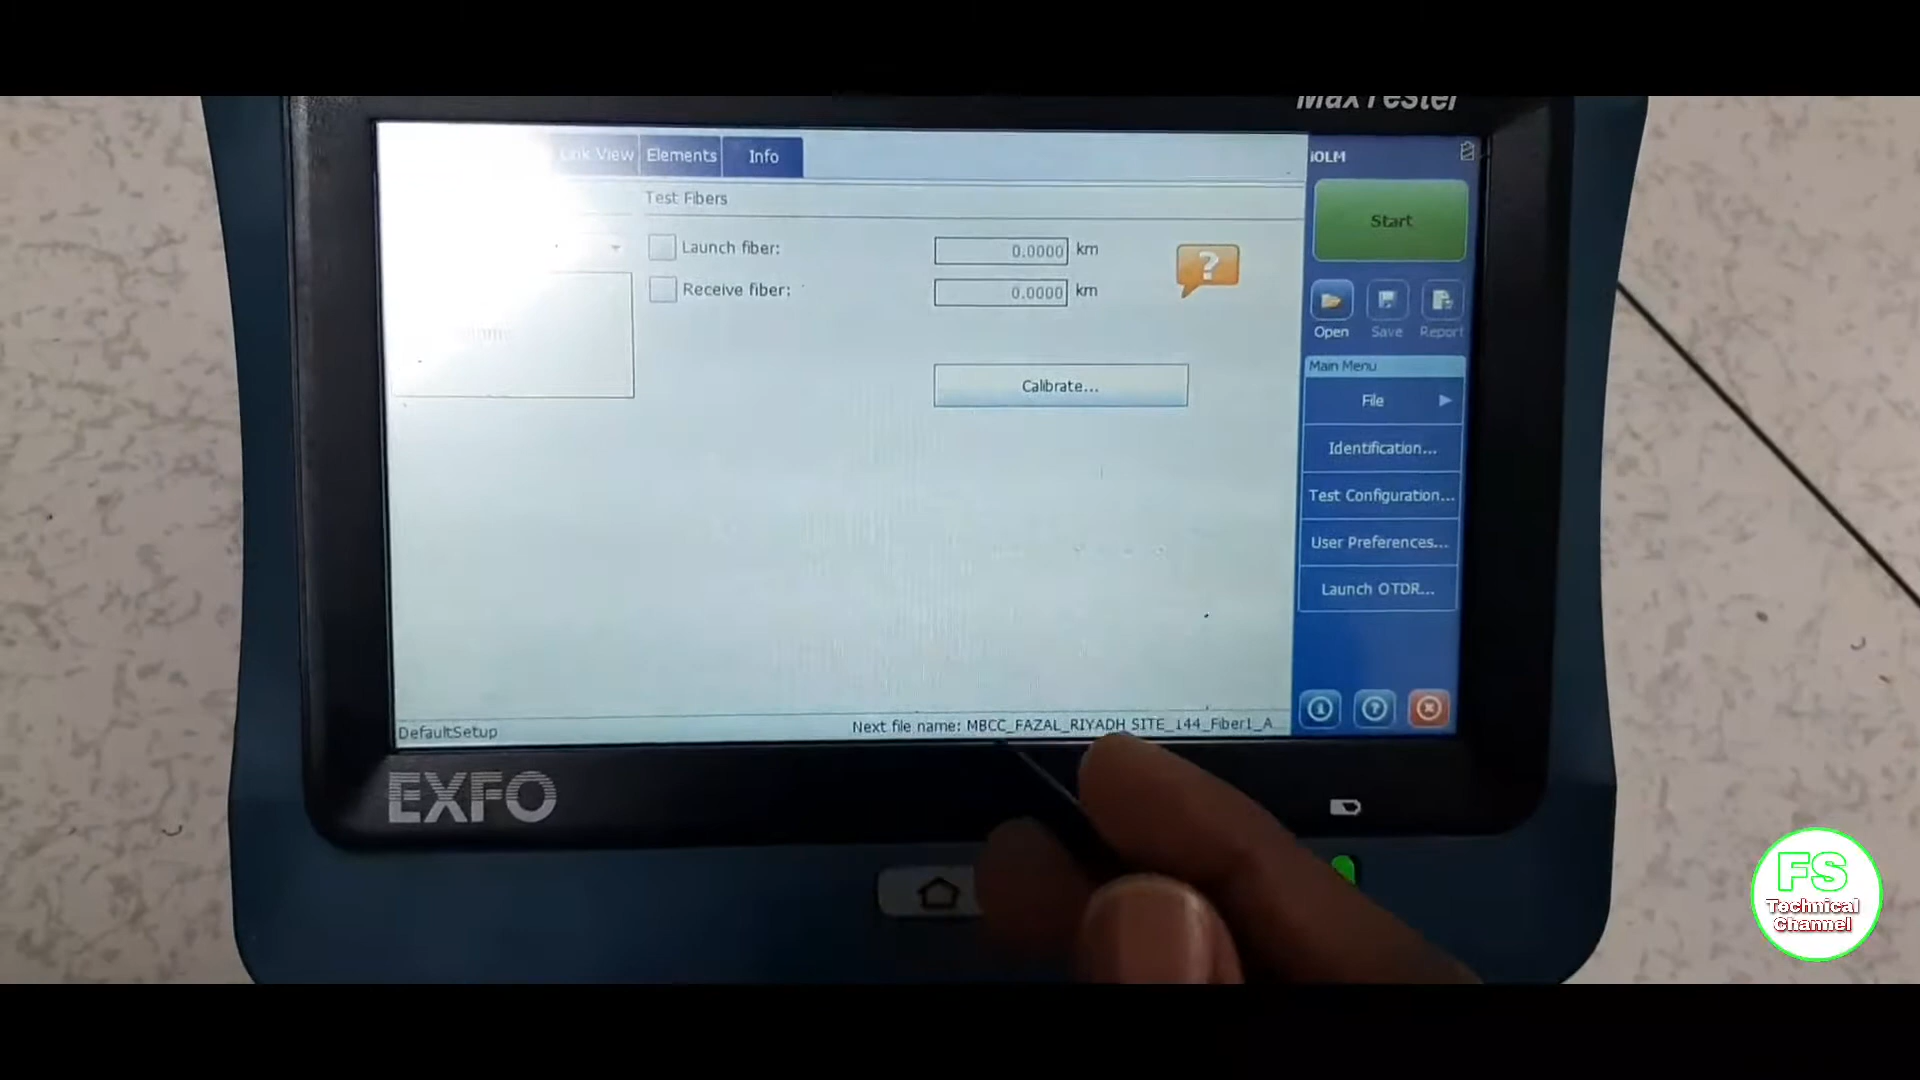 MaxTester
Link View Elements Info
iOLM
Test Fibers
Start
Launch fiber: 0.0000 km
?
Receive fiber: 0.0000 km
Open Save Report
Main Menu
Calibrate...
File
Identification...
Test Configuration...
User Preferences...
Launch OTDR...
DefaultSetup
Next file name: MBCC_FAZAL_RIYADH SITE_144_Fiber1_A...
EXFO
FS
Technical
Channel